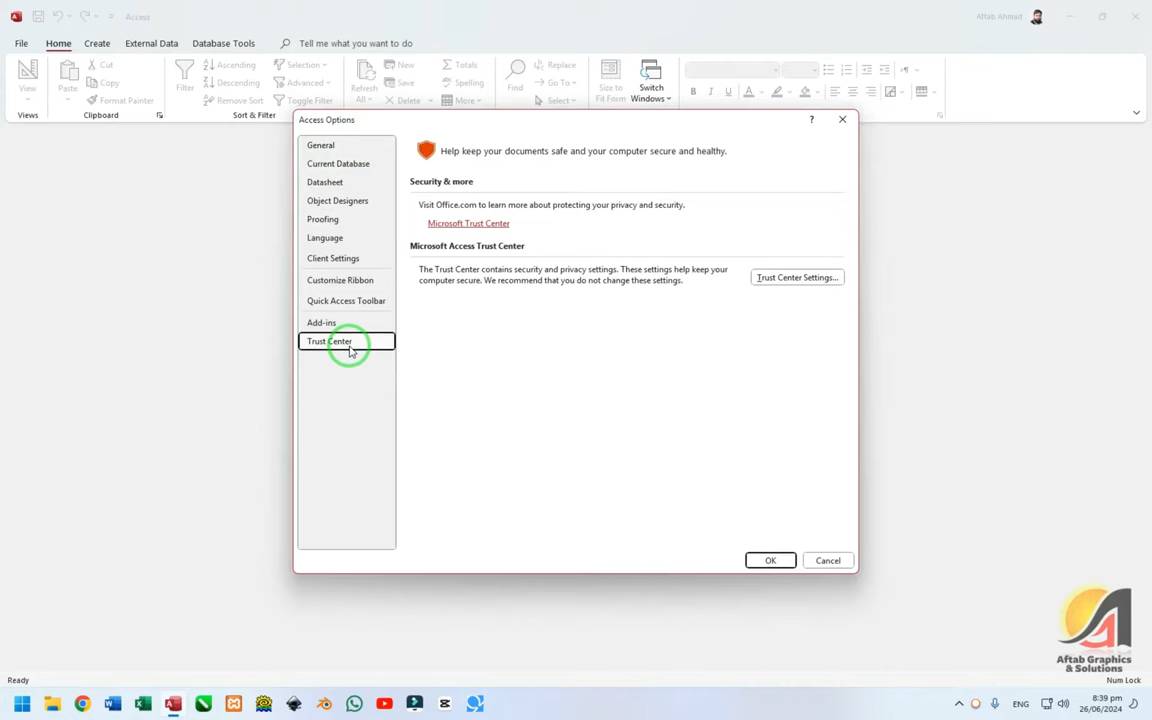 Access
Aftab Ahmad
File Home Create External Data Database Tools Tell me what you want to do
View
Views
Paste
Cut
Copy
Format Painter
Clipboard
Filter
Ascending
Descending
Remove Sort
Selection
Advanced
Toggle Filter
Sort & Filter
Refresh
All
New
Save
Delete
Totals
Spelling
More
Find
Replace
Go To
Select
Size to
Fit Form
Switch
Windows
B I U A
Access Options
?
General
Current Database
Datasheet
Object Designers
Proofing
Language
Client Settings
Customize Ribbon
Quick Access Toolbar
Add-ins
Trust Center
Help keep your documents safe and your computer secure and healthy.
Security & more
Visit Office.com to learn more about protecting your privacy and security.
Microsoft Trust Center
Microsoft Access Trust Center
The Trust Center contains security and privacy settings. These settings help keep your
computer secure. We recommend that you do not change these settings.
Trust Center Settings...
OK Cancel
Aftab Graphics
& Solutions
Ready
Num Lock
ENG
8:39 pm
26/06/2024